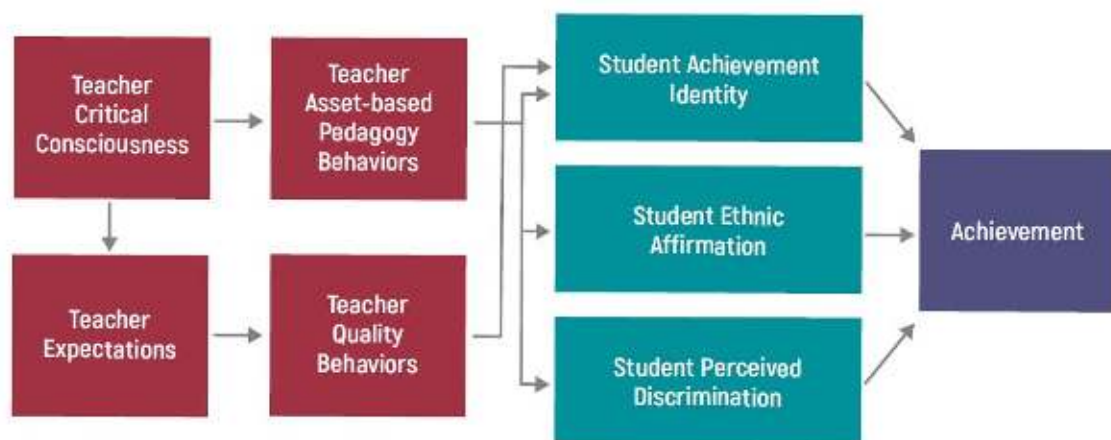 Teacher
Critical
Consciousness
Teacher
Asset-based
Pedagogy
Behaviors
Student Achievement
Identity
Teacher
Expectations
Teacher
Quality
Behaviors
Student Ethnic
Affirmation
Student Perceived
Discrimination
Achievement